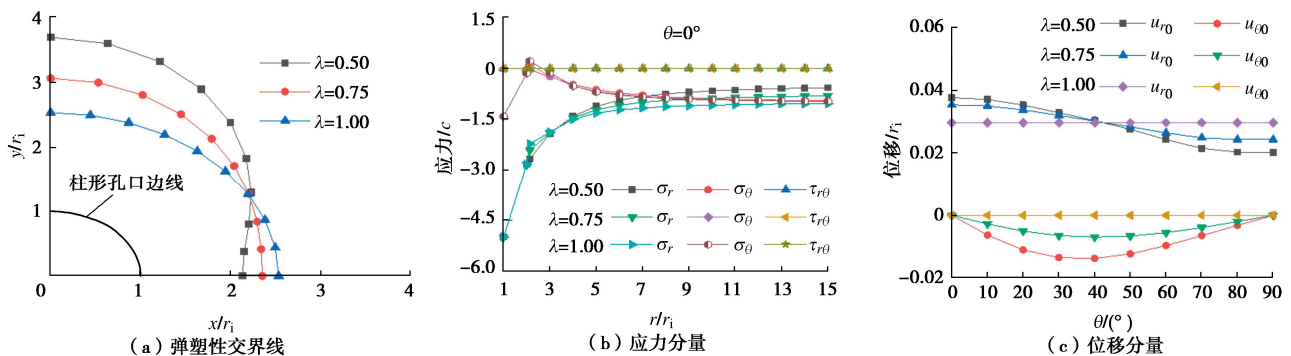 4
3
2
1
0
y/rᵢ
λ=0.50
λ=0.75
λ=1.00
柱形孔口边线
0 1 2 3 4
x/rᵢ
（a）弹塑性交界线
1.5
0
-1.5
-3.0
-4.5
-6.0
应力/c
θ=0°
λ=0.50 σᵣ σθ τrθ
λ=0.75 σᵣ σθ τrθ
λ=1.00 σᵣ σθ τrθ
1 3 5 7 9 11 13 15
r/rᵢ
（b）应力分量
0.06
0.04
0.02
0
-0.02
位移/rᵢ
λ=0.50 uᵣ₀ uθ0
λ=0.75 uᵣ₀ uθ0
λ=1.00 uᵣ₀ uθ0
0 10 20 30 40 50 60 70 80 90
θ/(°)
（c）位移分量